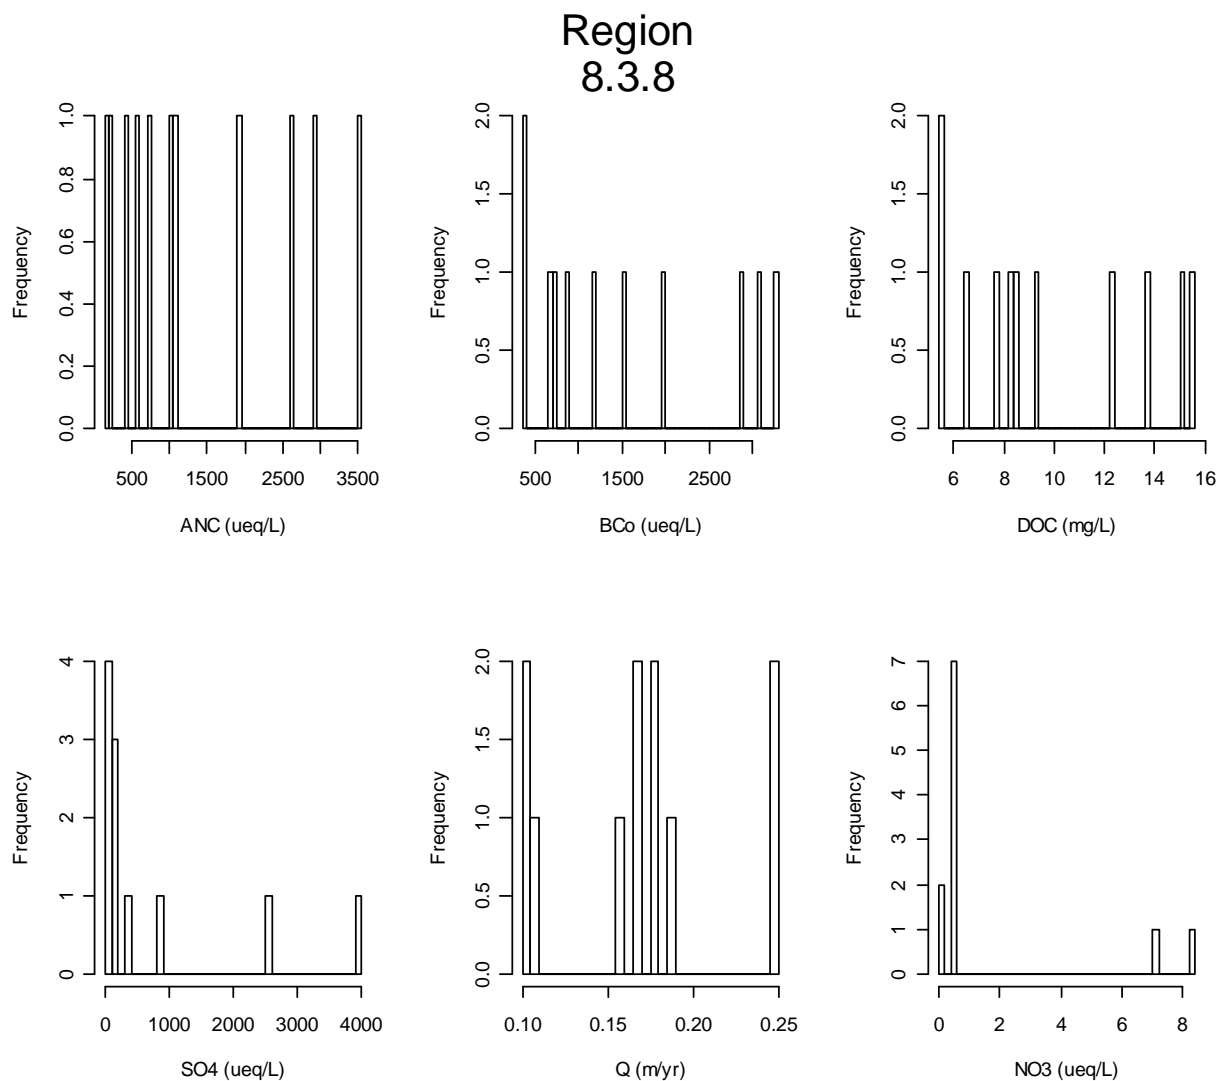 Region
8.3.8
Frequency
0.0 0.2 0.4 0.6 0.8 1.0
500 1500 2500 3500
ANC (ueq/L)
Frequency
0.0 0.5 1.0 1.5 2.0
500 1500 2500
BCo (ueq/L)
Frequency
0.0 0.5 1.0 1.5 2.0
6 8 10 12 14 16
DOC (mg/L)
Frequency
0 1 2 3 4
0 1000 2000 3000 4000
SO4 (ueq/L)
Frequency
0.0 0.5 1.0 1.5 2.0
0.10 0.15 0.20 0.25
Q (m/yr)
Frequency
0 1 2 3 4 5 6 7
0 2 4 6 8
NO3 (ueq/L)